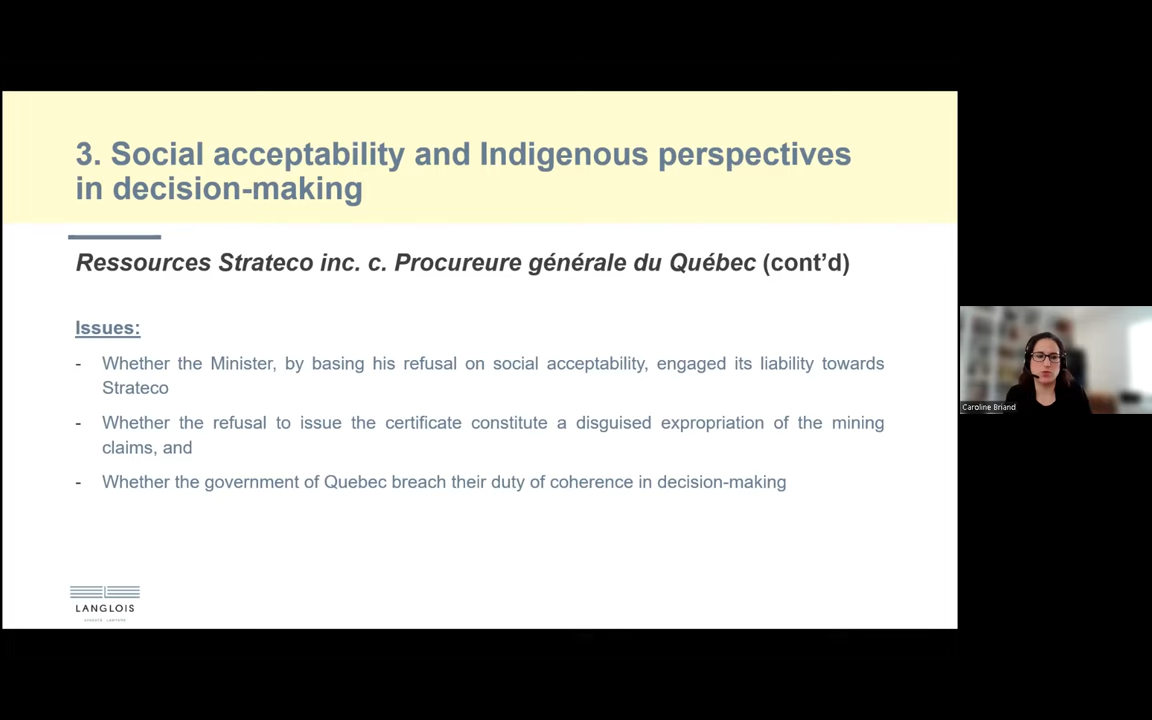 3. Social acceptability and Indigenous perspectives
in decision-making
Ressources Strateco inc. c. Procureure générale du Québec (cont’d)
Issues:
- Whether the Minister, by basing his refusal on social acceptability, engaged its liability towards
Strateco
- Whether the refusal to issue the certificate constitute a disguised expropriation of the mining
claims, and
- Whether the government of Quebec breach their duty of coherence in decision-making
LANGLOIS
Caroline Briand